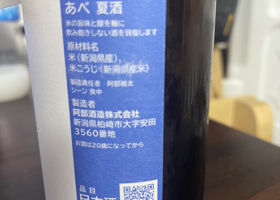 あべ 夏酒
米の旨味と酸を軸に
飲み飽きしない酒を目指します
原材料名
米(新潟県産)、
米こうじ(新潟県産米)
製造責任者 阿部裕太
シーン 食中
製造者
阿部酒造株式会社
新潟県柏崎市大字安田
3560番地
お酒は20歳になってから
品目
日本酒